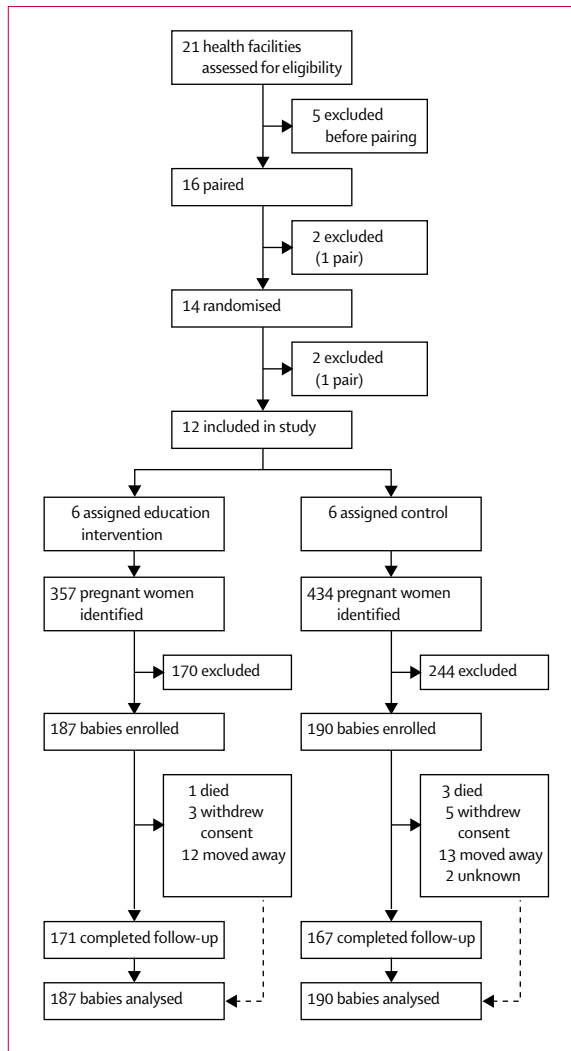 21 health facilities
assessed for eligibility
5 excluded
before pairing
16 paired
2 excluded
(1 pair)
14 randomised
2 excluded
(1 pair)
12 included in study
6 assigned education
intervention
6 assigned control
357 pregnant women
identified
434 pregnant women
identified
170 excluded
244 excluded
187 babies enrolled
190 babies enrolled
1 died
3 withdrew
consent
12 moved away
3 died
5 withdrew
consent
13 moved away
2 unknown
171 completed follow-up
167 completed follow-up
187 babies analysed
190 babies analysed